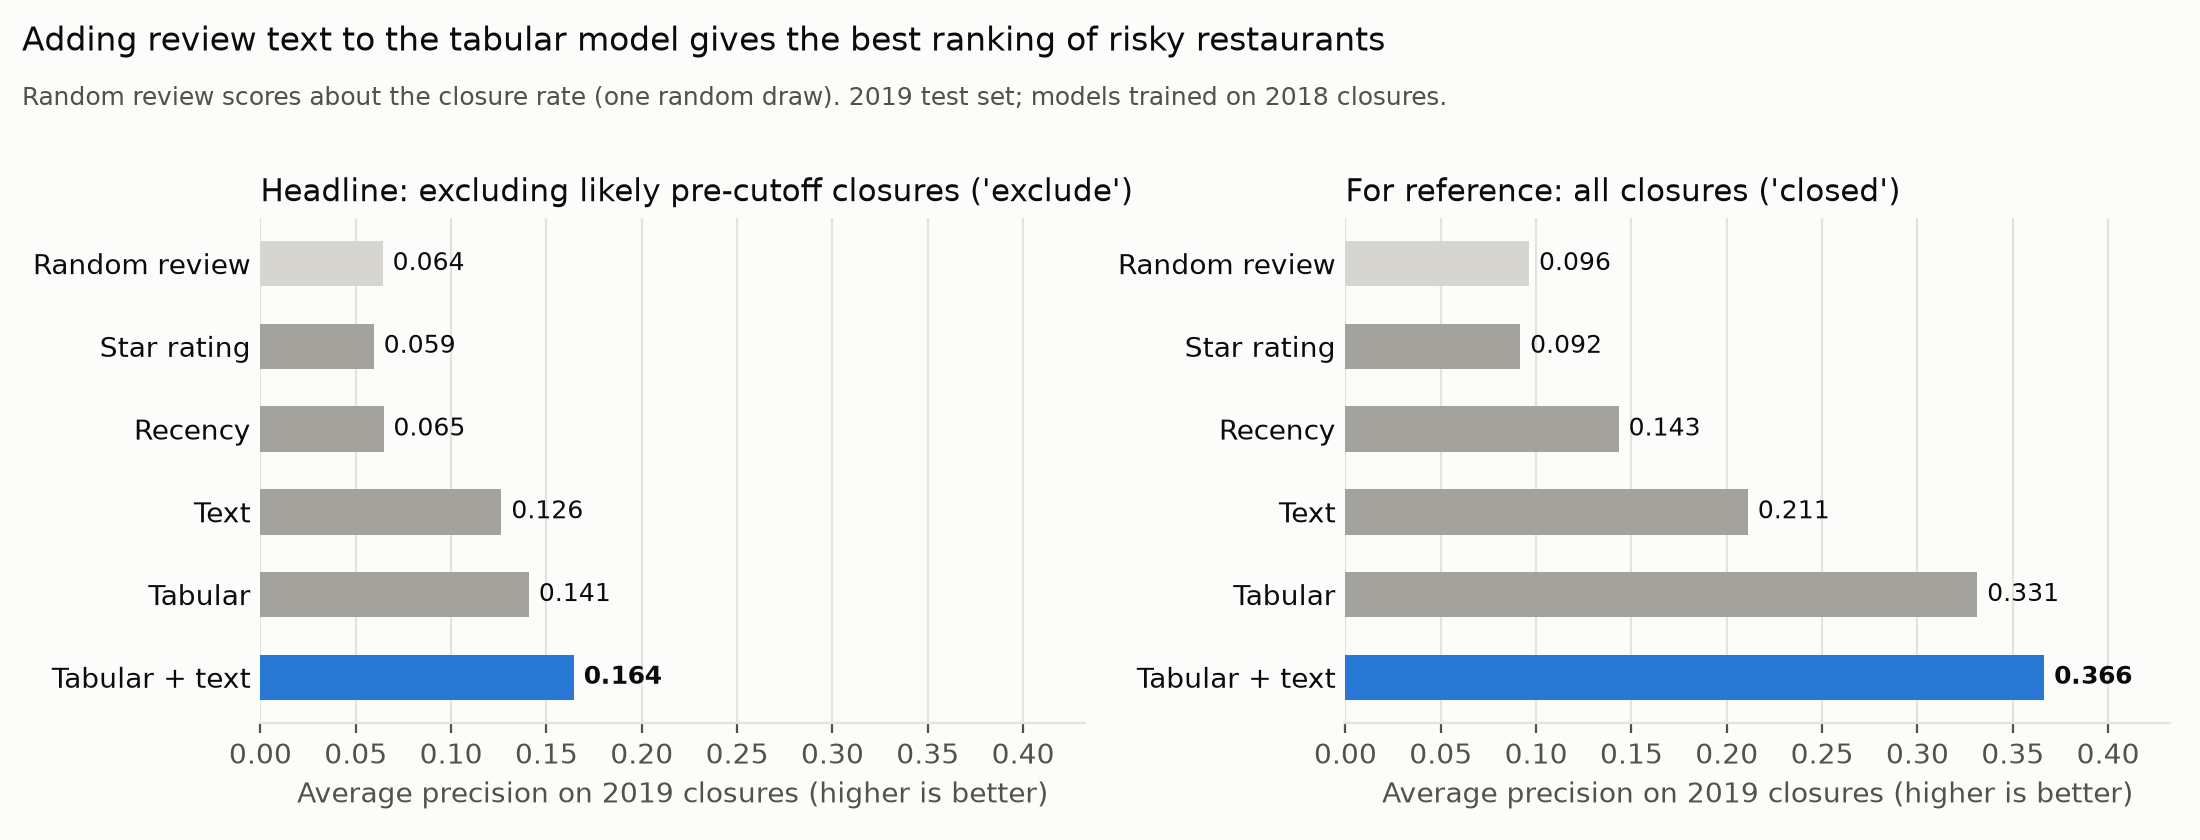 Adding review text to the tabular model gives the best ranking of risky restaurants
Random review scores about the closure rate (one random draw). 2019 test set; models trained on 2018 closures.
Headline: excluding likely pre-cutoff closures ('exclude')
Random review 0.064
Star rating 0.059
Recency 0.065
Text 0.126
Tabular 0.141
Tabular + text 0.164
0.00 0.05 0.10 0.15 0.20 0.25 0.30 0.35 0.40
Average precision on 2019 closures (higher is better)
For reference: all closures ('closed')
Random review 0.096
Star rating 0.092
Recency 0.143
Text 0.211
Tabular 0.331
Tabular + text 0.366
0.00 0.05 0.10 0.15 0.20 0.25 0.30 0.35 0.40
Average precision on 2019 closures (higher is better)